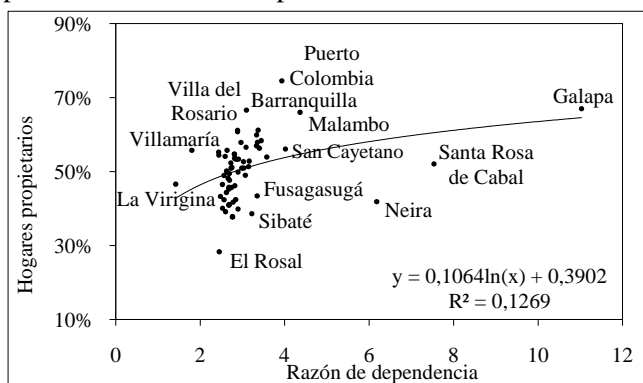 90%
Puerto
Colombia
Villa del
Rosario
Barranquilla
Galapa
70%
Malambo
Villamaría
San Cayetano
Santa Rosa
de Cabal
50%
La Virigina
Fusagasugá
Neira
Sibaté
30%
El Rosal
y = 0,1064ln(x) + 0,3902
R² = 0,1269
10%
0 2 4 6 8 10 12
Razón de dependencia
Hogares propietarios